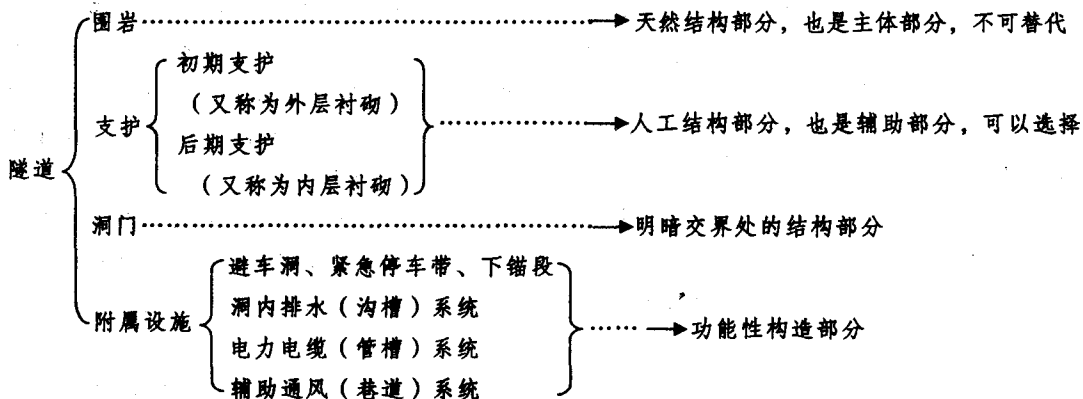 围岩 天然结构部分，也是主体部分，不可替代
初期支护
（又称为外层衬砌）
支护 人工结构部分，也是辅助部分，可以选择
后期支护
隧道
（又称为内层衬砌）
洞门 明暗交界处的结构部分
避车洞、紧急停车带、下锚段
洞内排水（沟槽）系统
附属设施 功能性构造部分
电力电缆（管槽）系统
辅助通风（巷道）系统